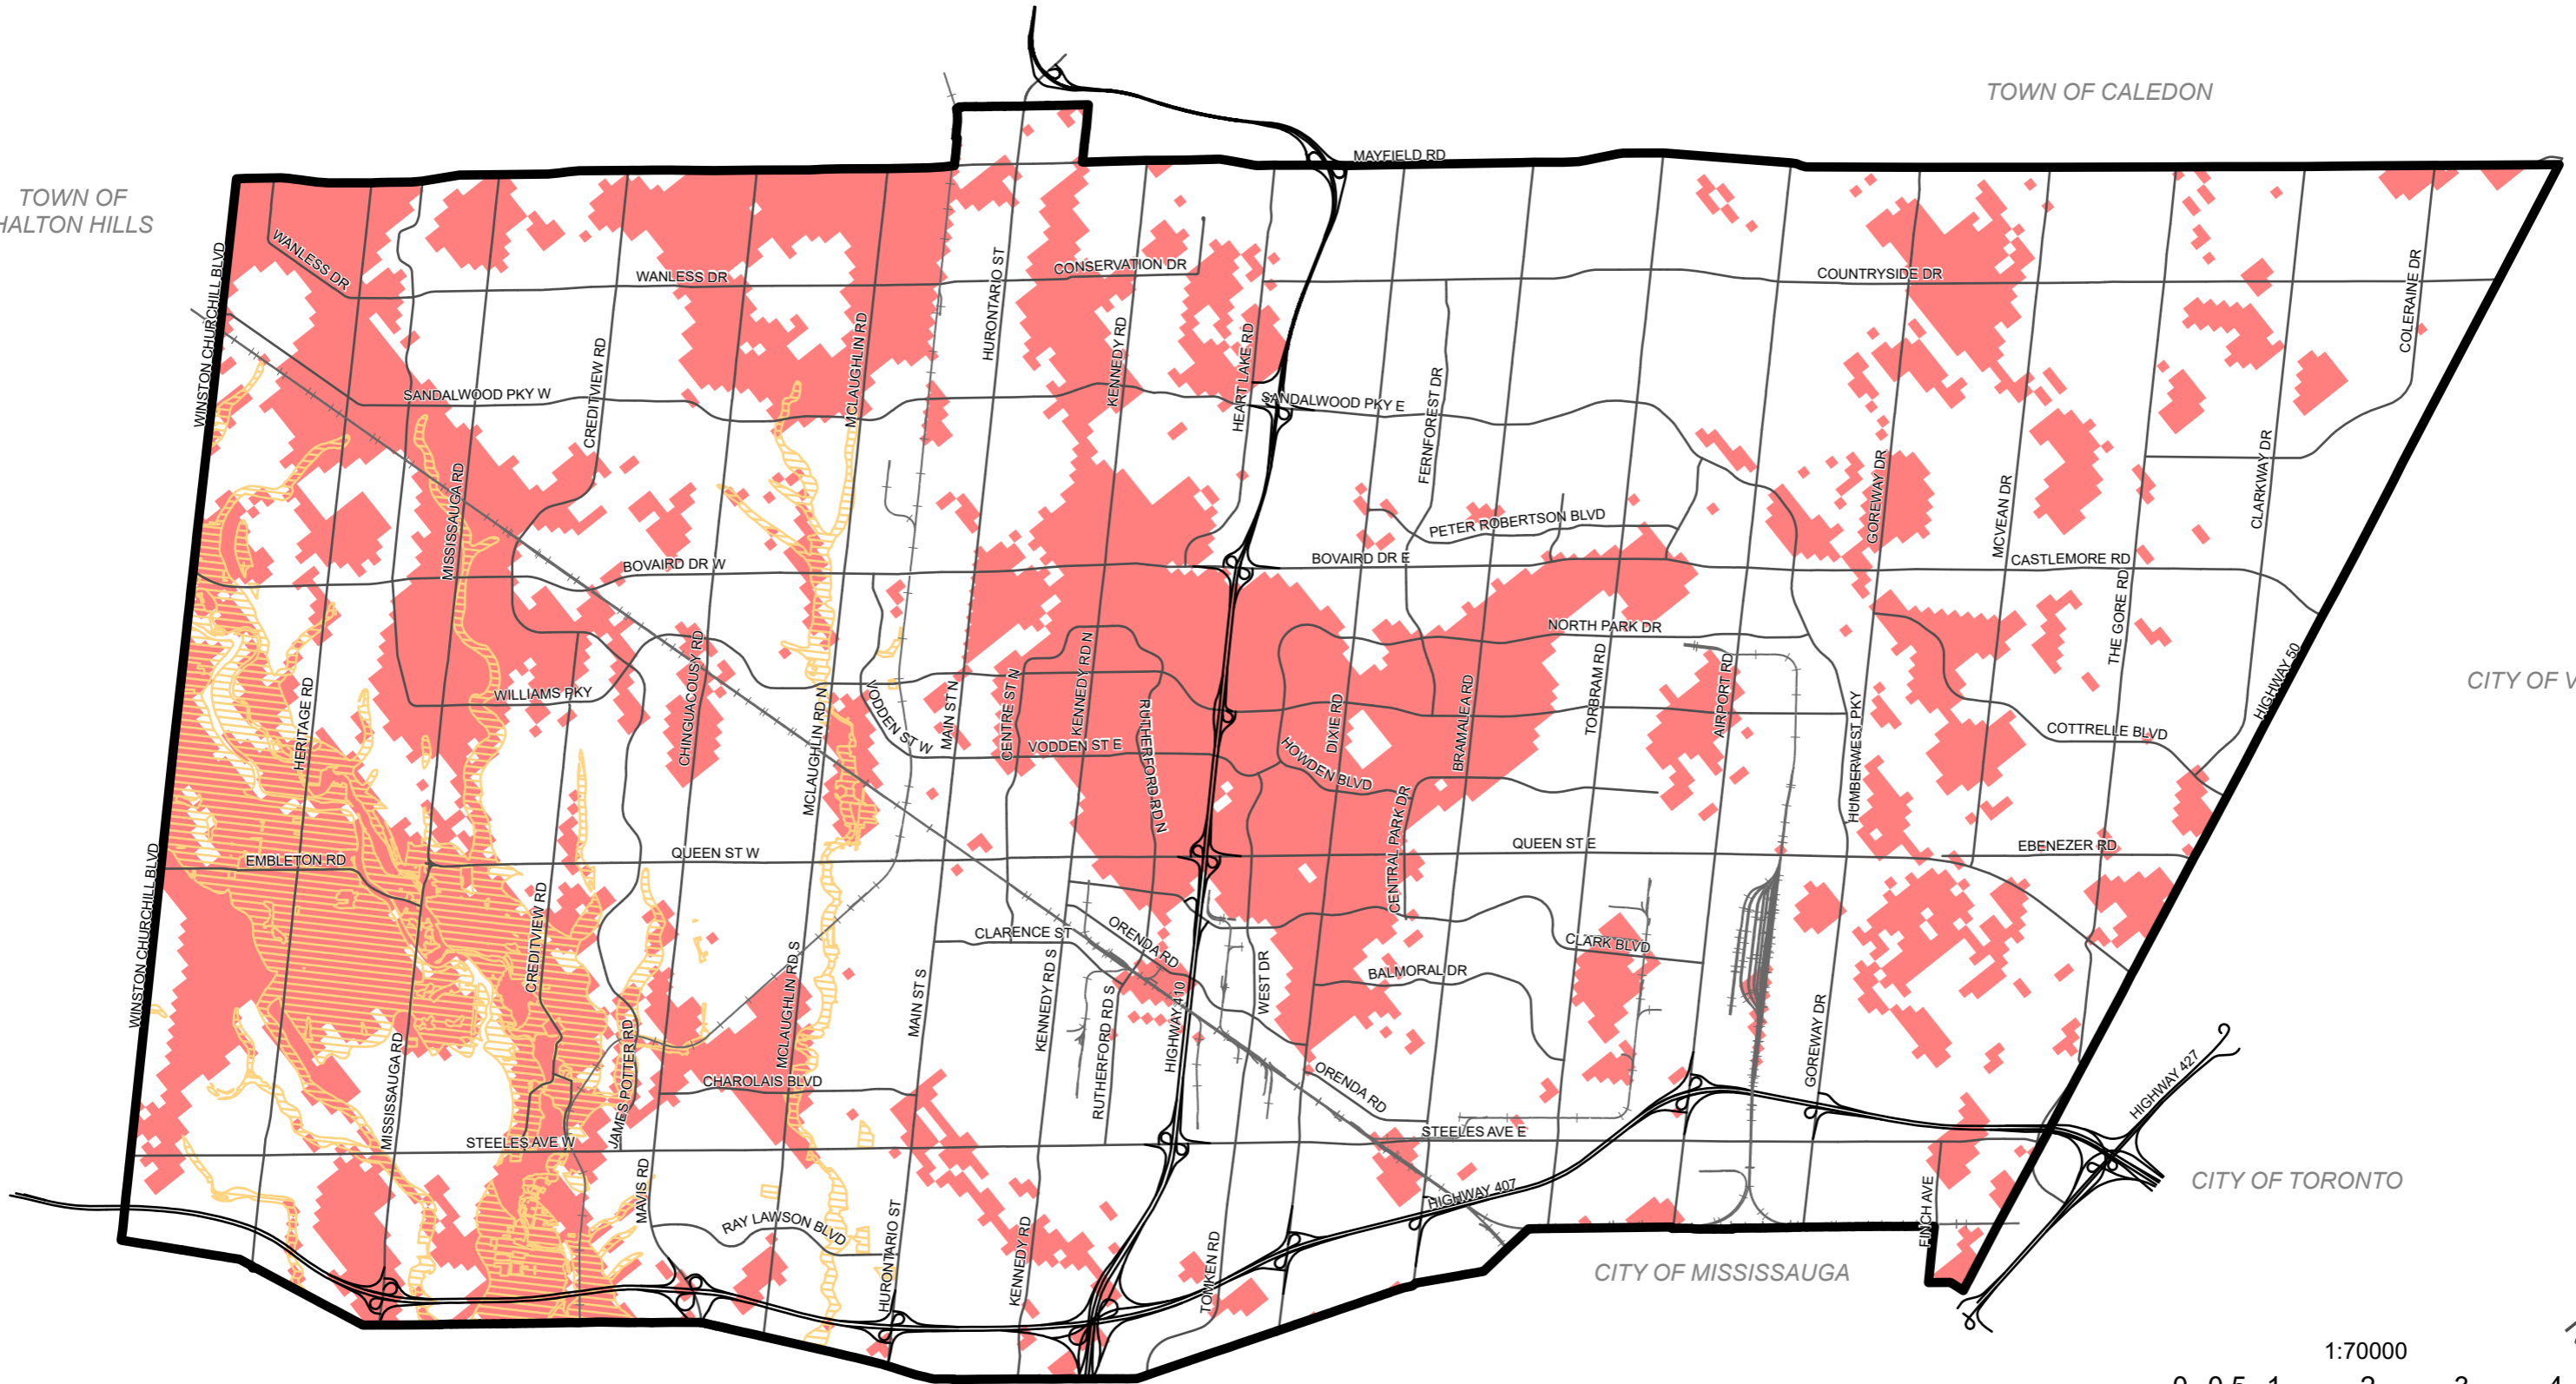 TOWN OF CALEDON
MAYFIELD RD
TOWN OF
HALTON HILLS
WANLESS DR
WANLESS DR
CONSERVATION DR
COUNTRYSIDE DR
WINSTON CHURCHILL BLVD
HURONTARIO ST
COLERAINE DR
CREDITVIEW RD
MCLAUGHLIN RD
KENNEDY RD
HEART LAKE RD
SANDALWOOD PKY W
SANDALWOOD PKY E
FERNFOREST DR
MISSISSAUGA RD
GOREWAY DR
MCVEAN DR
CLARKWAY DR
PETER ROBERTSON BLVD
BOVAIRD DR W
BOVAIRD DR E
CASTLEMORE RD
THE GORE RD
NORTH PARK DR
HERITAGE RD
WILLIAMS PKY
CHINGUACOUSY RD
MCLAUGHLIN RD N
VODDEN ST W
MAIN ST N
CENTRE ST N
KENNEDY RD N
RUTHERFORD RD N
VODDEN ST E
HOWDEN BLVD
DIXIE RD
BRAMALEA RD
TORBRAM RD
AIRPORT RD
HUMBERWEST PKY
COTTRELLE BLVD
HIGHWAY 50
CITY OF V
CENTRAL PARK DR
EMBLETON RD
QUEEN ST W
QUEEN ST E
EBENEZER RD
WINSTON CHURCHILL BLVD
CREDITVIEW RD
MCLAUGHLIN RD S
MAIN ST S
CLARENCE ST
ORENDA RD
KENNEDY RD S
RUTHERFORD RD S
HIGHWAY 410
WEST DR
BALMORAL DR
CLARK BLVD
GOREWAY DR
MISSISSAUGA RD
JAMES POTTER RD
CHAROLAIS BLVD
ORENDA RD
HIGHWAY 427
STEELES AVE W
STEELES AVE E
MAVIS RD
RAY LAWSON BLVD
HURONTARIO ST
KENNEDY RD
TOMKEN RD
HIGHWAY 407
FINCH AVE
CITY OF TORONTO
CITY OF MISSISSAUGA
1:70000
0 0.5 1 2 3 4